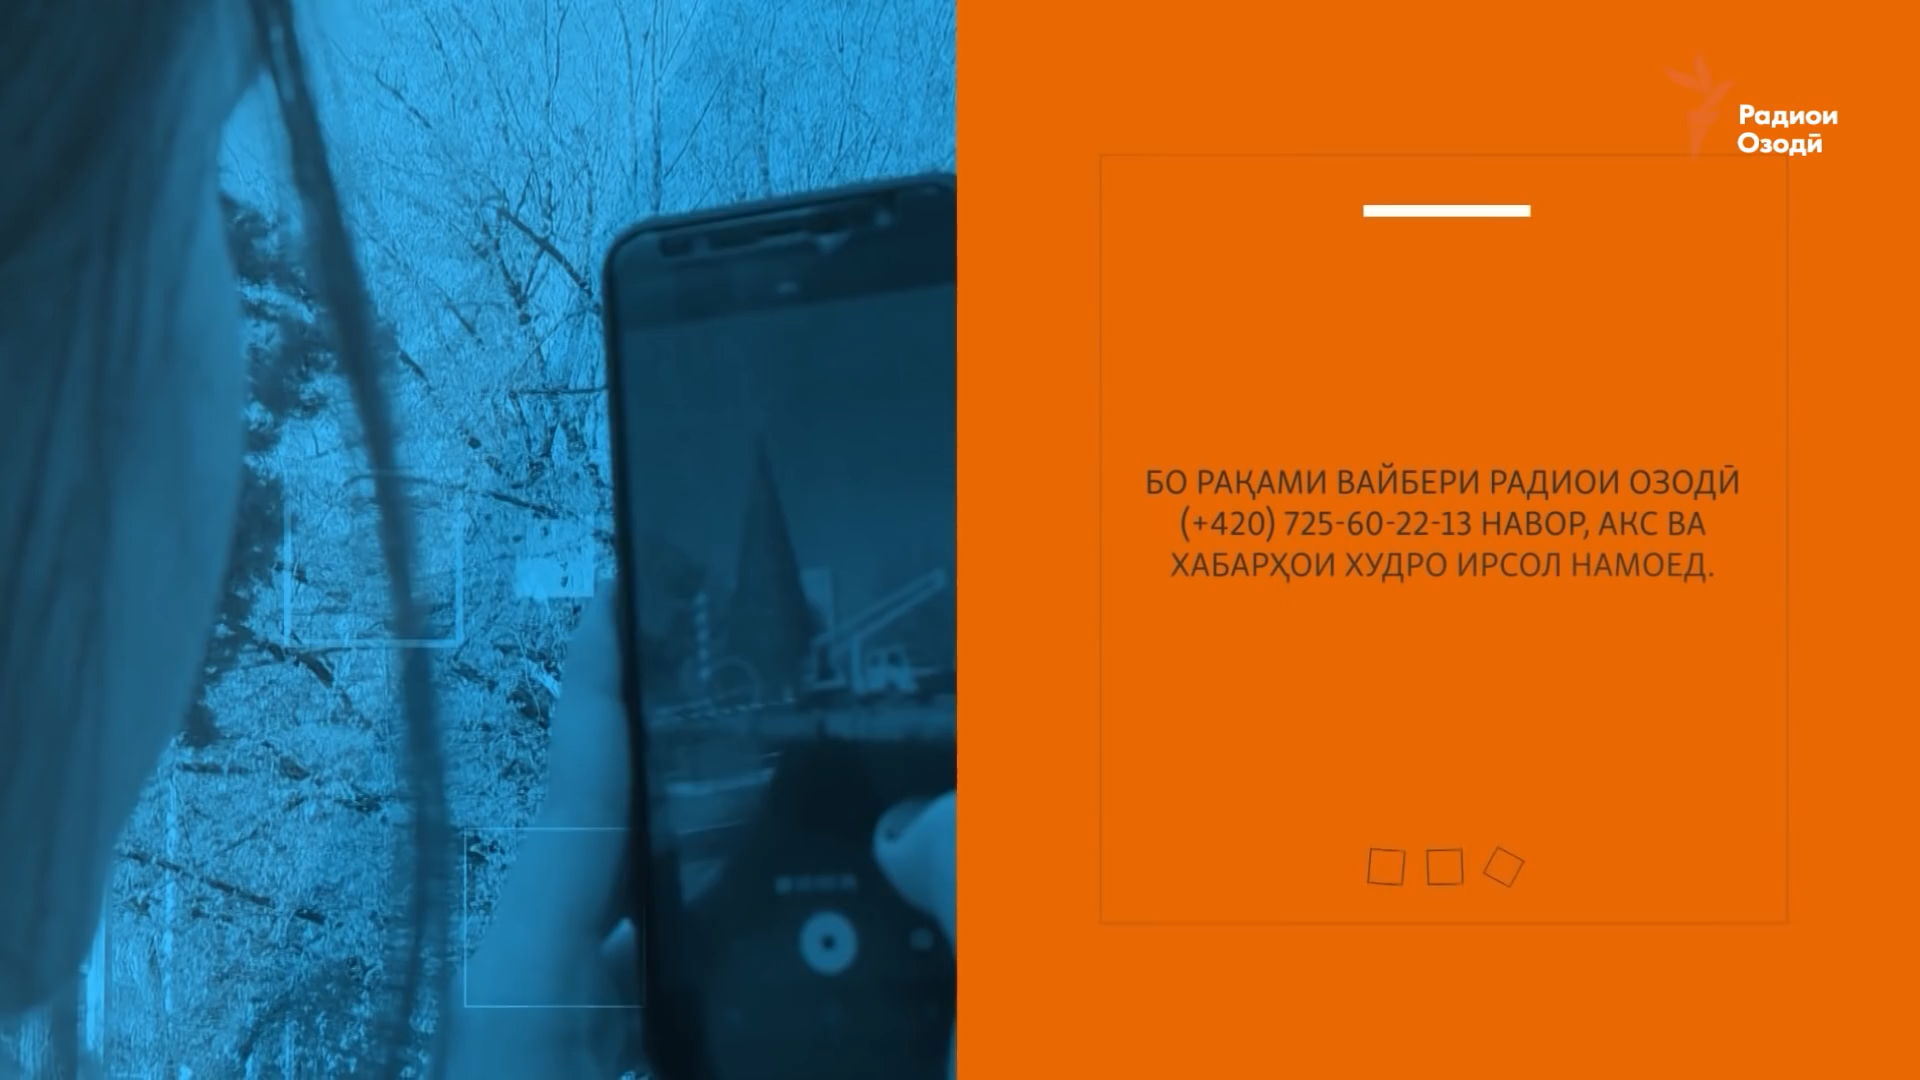 Радиои
Озодӣ
БО РАҚАМИ ВАЙБЕРИ РАДИОИ ОЗОДӢ
(+420) 725-60-22-13 НАВОР, АКС ВА
ХАБАРҲОИ ХУДРО ИРСОЛ НАМОЕД.